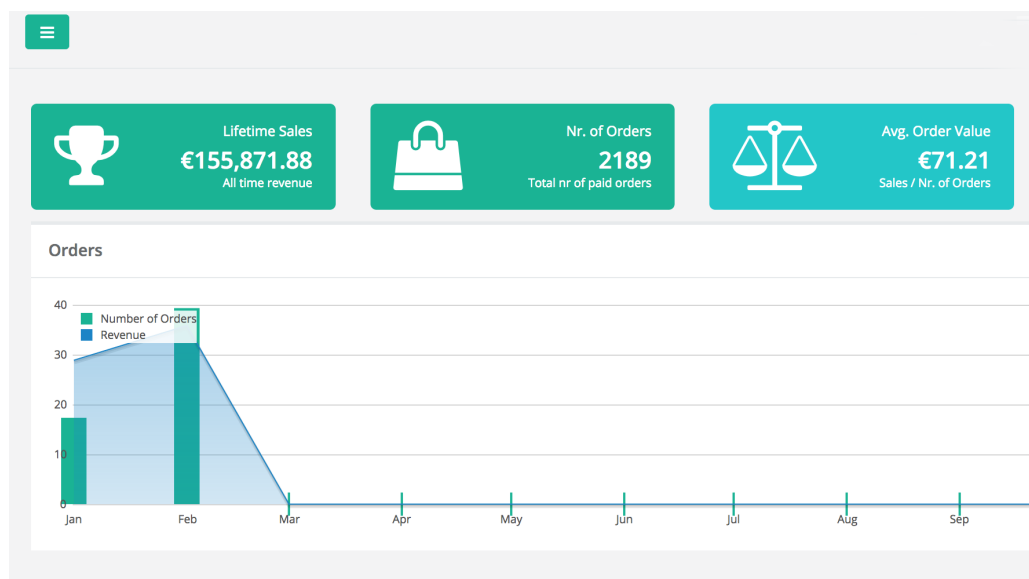 Lifetime Sales
€155,871.88
All time revenue
Nr. of Orders
2189
Total nr of paid orders
Avg. Order Value
€71.21
Sales / Nr. of Orders
Orders
40
Number of Orders
Revenue
30
20
10
0
Jan Feb Mar Apr May Jun Jul Aug Sep